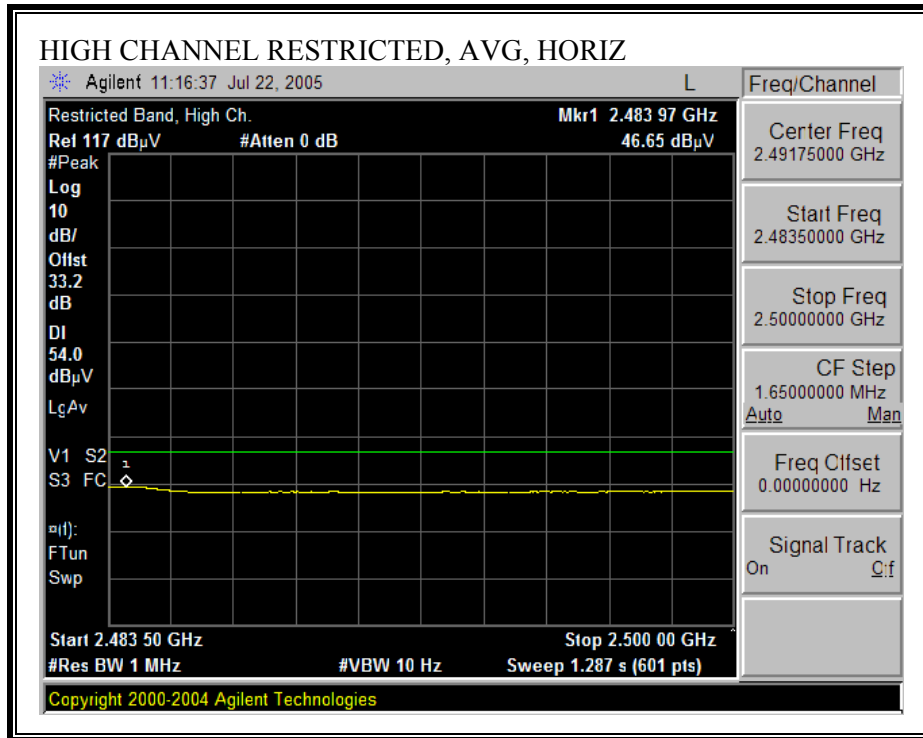 HIGH CHANNEL RESTRICTED, AVG, HORIZ
Agilent 11:16:37 Jul 22, 2005 L
Freq/Channel
Restricted Band, High Ch. Mkr1 2.483 97 GHz
Ref 117 dBµV #Atten 0 dB 46.65 dBµV
#Peak
Log
10
dB/
Offst
33.2
dB
DI
54.0
dBµV
LgAv
V1 S2
S3 FC
1
¤(f):
FTun
Swp
Start 2.483 50 GHz Stop 2.500 00 GHz
#Res BW 1 MHz #VBW 10 Hz Sweep 1.287 s (601 pts)
Copyright 2000-2004 Agilent Technologies
Center Freq
2.49175000 GHz
Start Freq
2.48350000 GHz
Stop Freq
2.50000000 GHz
CF Step
1.65000000 MHz
Auto Man
Freq Offset
0.00000000 Hz
Signal Track
On Off